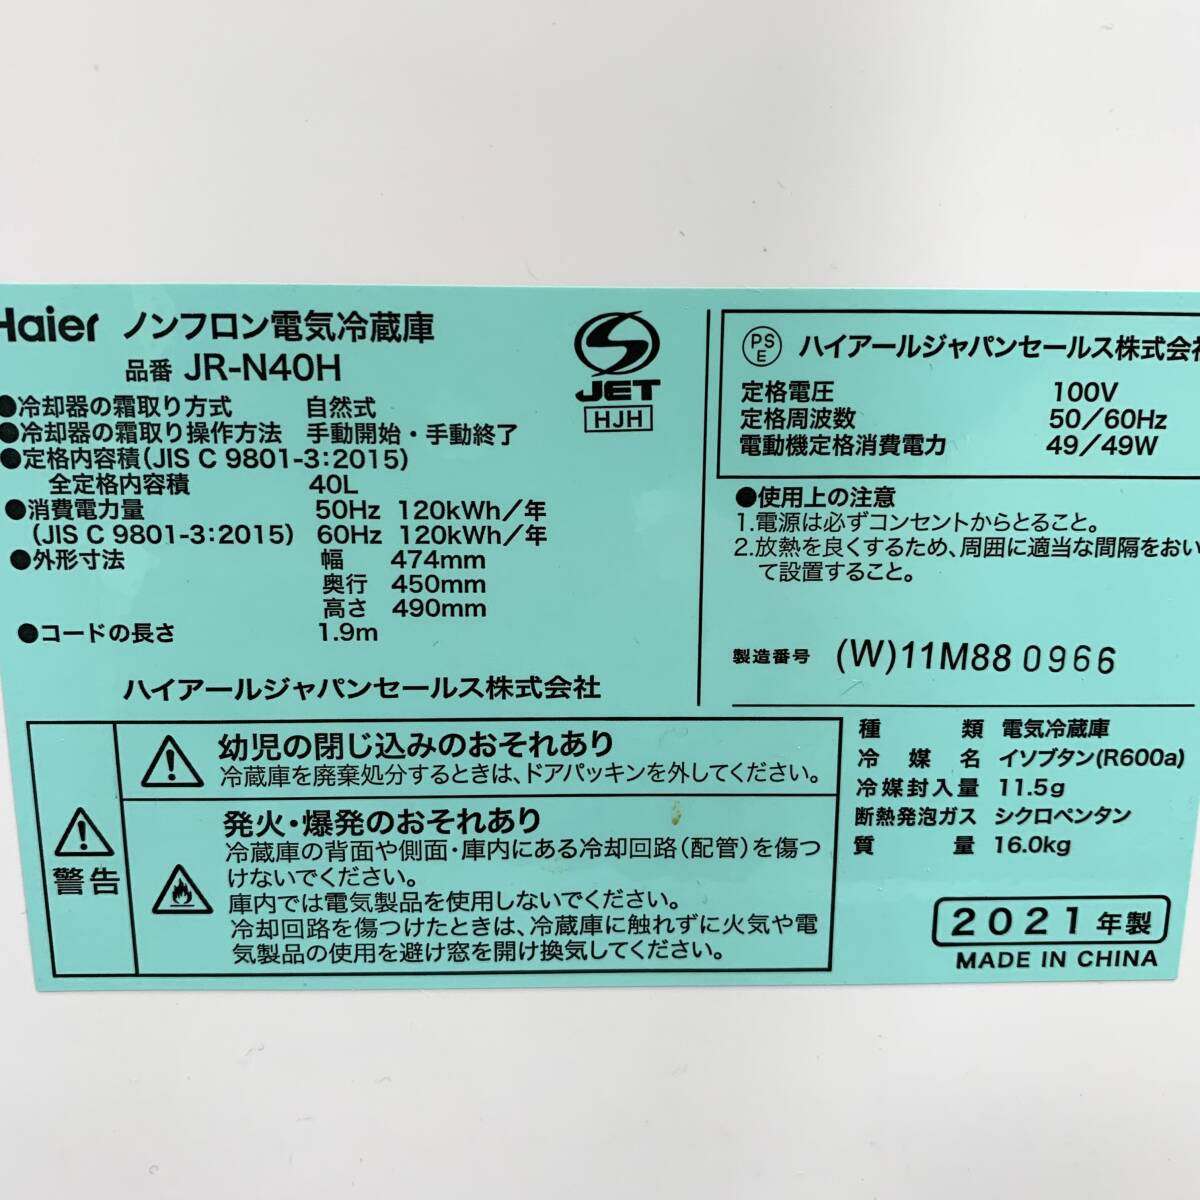 Haier ノンフロン電気冷蔵庫
品番 JR-N40H
●冷却器の霜取り方式 自然式
●冷却器の霜取り操作方法 手動開始・手動終了
●定格内容積(JIS C 9801-3:2015)
全定格内容積 40L
●消費電力量 50Hz 120kWh/年
(JIS C 9801-3:2015) 60Hz 120kWh/年
●外形寸法 幅 474mm
奥行 450mm
高さ 490mm
●コードの長さ 1.9m
ハイアールジャパンセールス株式会社
JET
HJH
PS
E
ハイアールジャパンセールス株式会社
定格電圧 100V
定格周波数 50/60Hz
電動機定格消費電力 49/49W
●使用上の注意
1.電源は必ずコンセントからとること。
2.放熱を良くするため、周囲に適当な間隔をおい
て設置すること。
製造番号 (W)11M88 0966
警告
幼児の閉じ込みのおそれあり
冷蔵庫を廃棄処分するときは、ドアパッキンを外してください。
発火・爆発のおそれあり
冷蔵庫の背面や側面・庫内にある冷却回路(配管)を傷つ
けないでください。
庫内では電気製品を使用しないでください。
冷却回路を傷つけたときは、冷蔵庫に触れずに火気や電
気製品の使用を避け窓を開け換気してください。
種類 電気冷蔵庫
冷媒名 イソブタン(R600a)
冷媒封入量 11.5g
断熱発泡ガス シクロペンタン
質量 16.0kg
2021年製
MADE IN CHINA